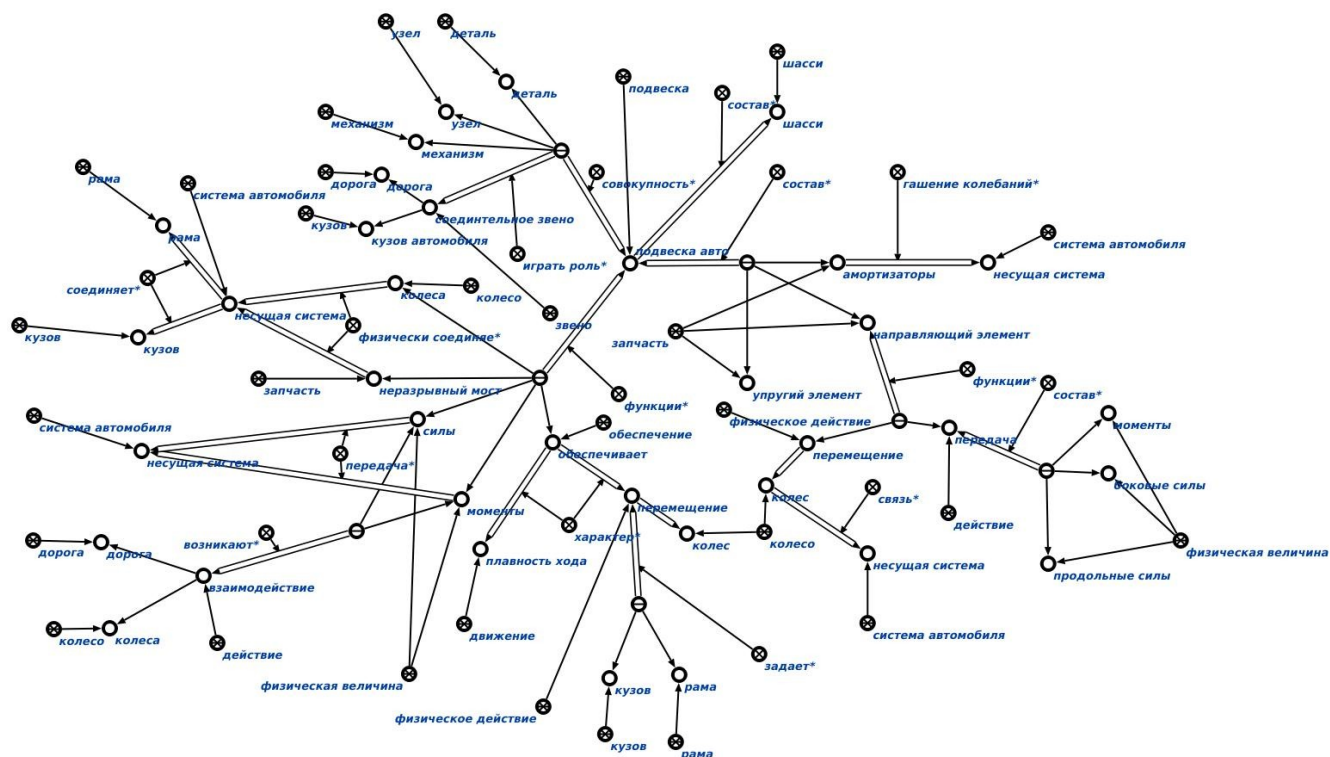 узел
деталь
шасси
подвеска
деталь
состав*
механизм
узел
шасси
механизм
рама
дорога
дорога
совокупность*
состав*
гашение колебаний*
система автомобиля
кузов
соединтельное звено
рама
кузов автомобиля
подвеска авто
система автомобиля
играть роль*
амортизаторы
несущая система
соединяет*
колеса
колесо
несущая система
звено
кузов
кузов
физически соединяе*
запчасть
направляющий элемент
запчасть
неразрывный мост
упругий элемент
функции*
функции*
состав*
система автомобиля
силы
обеспечение
физическое действие
моменты
передача
несущая система
передача*
обеспечивает
перемещение
боковые силы
моменты
перемещение
колес
связь*
действие
дорога
дорога
возникают*
характер*
колес
колесо
физическая величина
плавность хода
несущая система
продольные силы
взаимодействие
колесо
колеса
действие
движение
система автомобиля
задает*
физическая величина
кузов
рама
физическое действие
кузов
рама